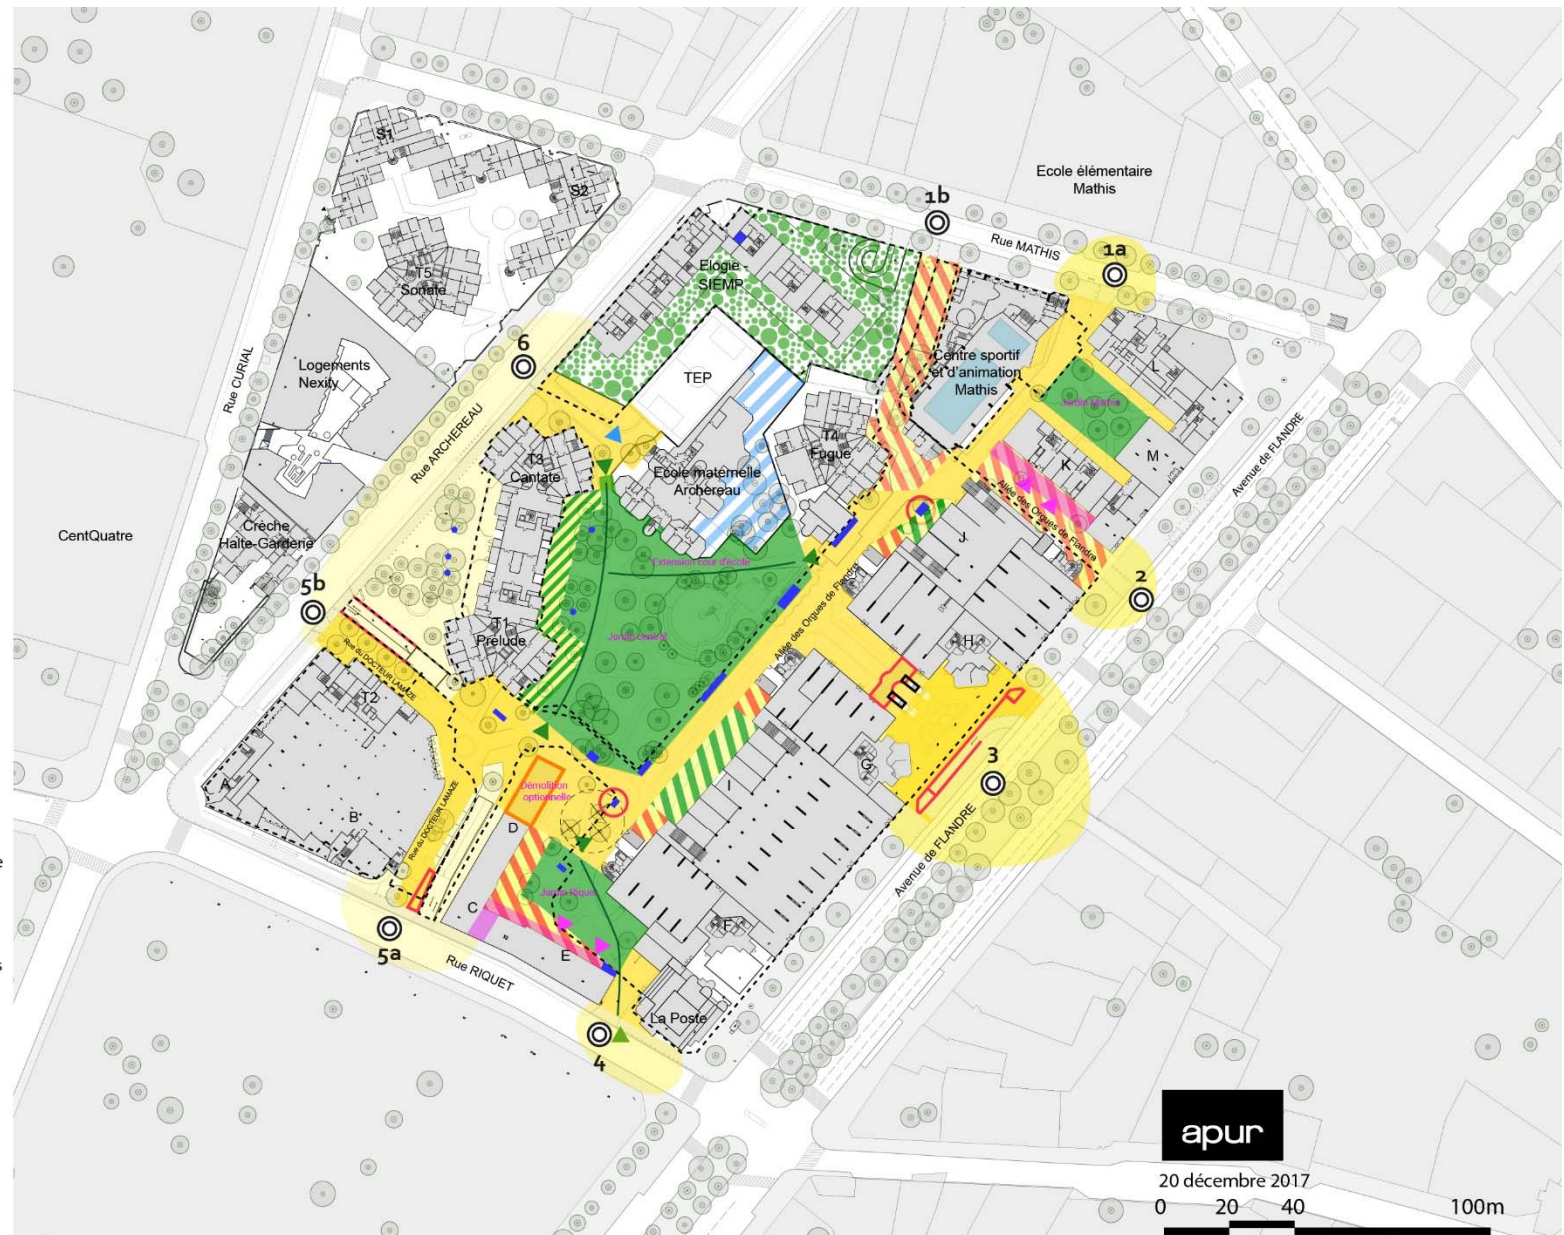 S1
Ecole élémentaire
Mathis
S2
1b
Rue MATHIS
1a
Elogie -
SIEMP
T5
Sonate
6
Centre sportif
et d'animation
Mathis
L
Logements
Nexity
Rue CURIAL
TEP
Jardin Mathis
Rue ARCHEREAU
T4
Fugue
K
M
Avenue de FLANDRE
T3
Cantate
Ecole maternelle
Archereau
Allée des Orgues de Flandre
CentQuatre
Crèche
Halte-Garderie
J
Extension cour d'école
2
5b
Allée des Orgues de Flandre
T1
Prélude
Jardin central
H
Rue du DOCTEUR LAMAZE
T2
G
3
A
Démolition
optionnelle
I
B
Rue du DOCTEUR LAMAZE
D
Avenue de FLANDRE
e
Jardin Riquet
C
F
5a
E
s
Rue RIQUET
La Poste
4
apur
20 décembre 2017
0 20 40 100m